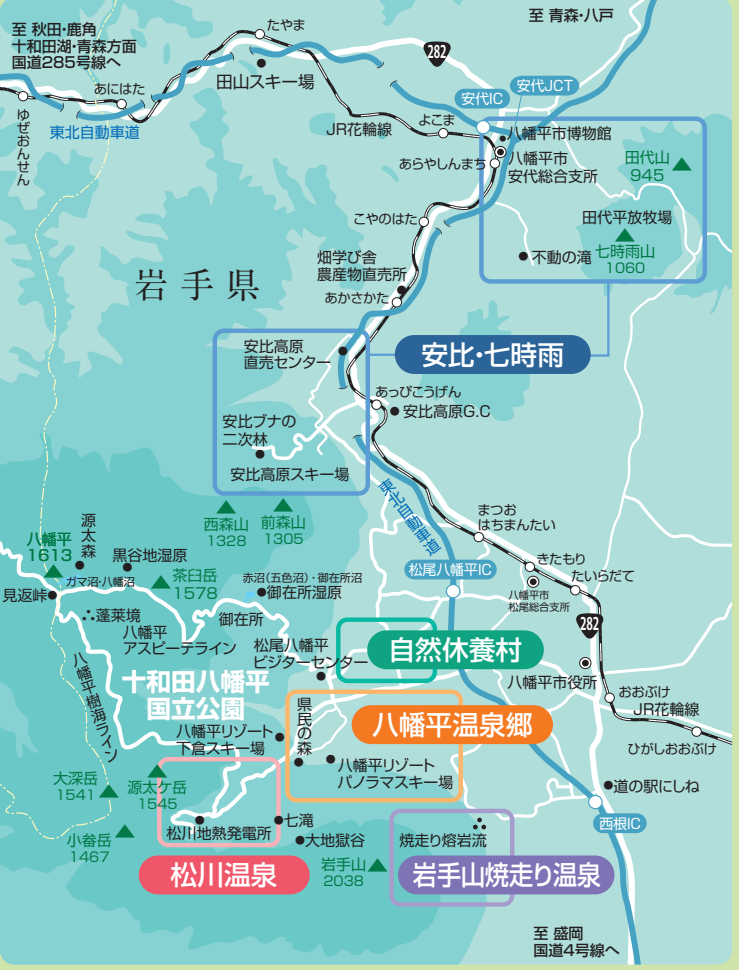 至 秋田・鹿角
十和田湖・青森方面
国道285号線へ
至 青森・八戸
たやま
282
田山スキー場
あにはた
ゆぜおんせん
東北自動車道
JR花輪線
よこま
安代IC
安代JCT
八幡平市博物館
八幡平市
安代総合支所
あらやしんまち
田代山
945
田代平放牧場
七時雨山
1060
不動の滝
こやのはた
畑学び舎
農産物直売所
あかさかた
岩手県
安比高原
直売センター
安比・七時雨
あっぴこうげん
安比高原G.C
安比ブナの
二次林
安比高原スキー場
西森山
1328
前森山
1305
東北自動車道
まつお
はちまんたい
きたもり
たいらだて
松尾八幡平IC
八幡平市
松尾総合支所
282
八幡平
1613
源太森
黒谷地湿原
ガマ沼・八幡沼
茶臼岳
1578
赤沼(五色沼)・御在所沼
御在所湿原
見返峠
蓬莱境
八幡平
アスピーテライン
御在所
松尾八幡平
ビジターセンター
自然休養村
八幡平市役所
十和田八幡平
国立公園
八幡平樹海ライン
県民の森
八幡平温泉郷
おおぶけ
JR花輪線
ひがしおおぶけ
八幡平リゾート
下倉スキー場
八幡平リゾート
パノラマスキー場
大深岳
1541
源太ケ岳
1545
道の駅にしね
西根IC
小畚岳
1467
松川地熱発電所
七滝
大地獄谷
焼走り熔岩流
松川温泉
岩手山
2038
岩手山焼走り温泉
至 盛岡
国道4号線へ